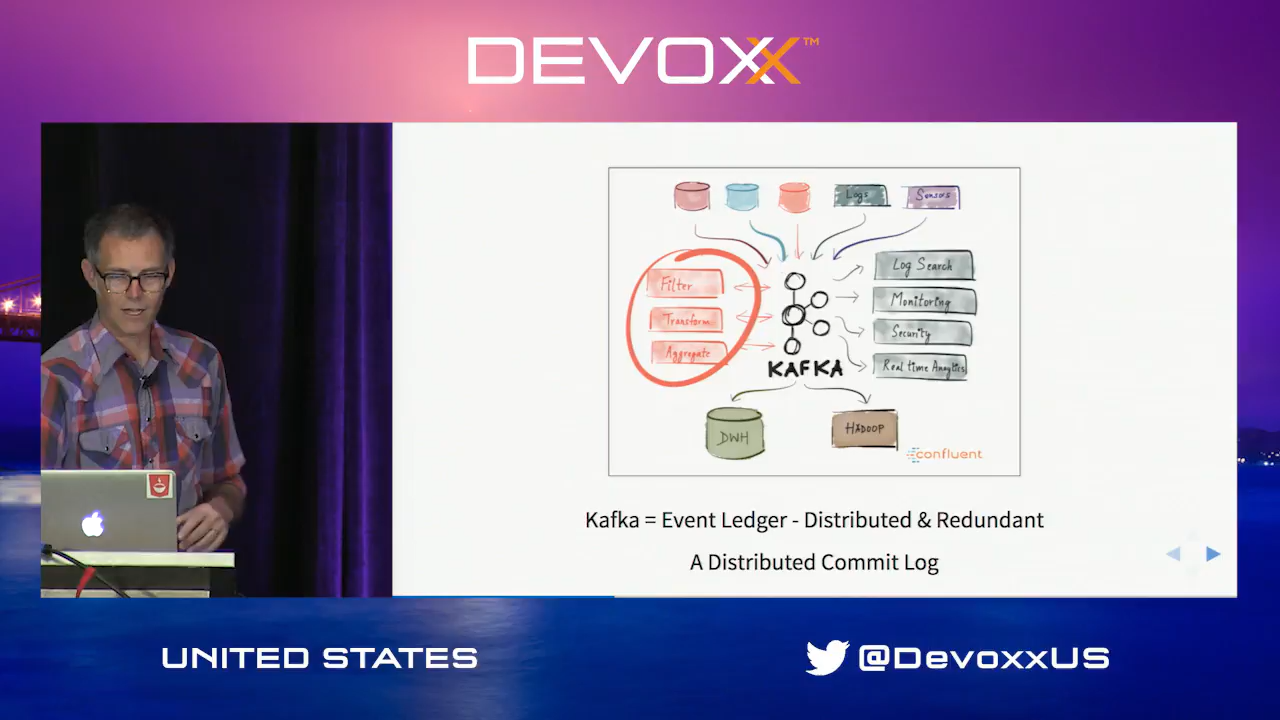 DEVOXX™
Logs
Sensors
Filter
Transform
Aggregate
Log Search
Monitoring
Security
Real time Analytics
KAFKA
DWH
HADOOP
confluent
Kafka = Event Ledger - Distributed & Redundant
A Distributed Commit Log
UNITED STATES
@DevoxxUS